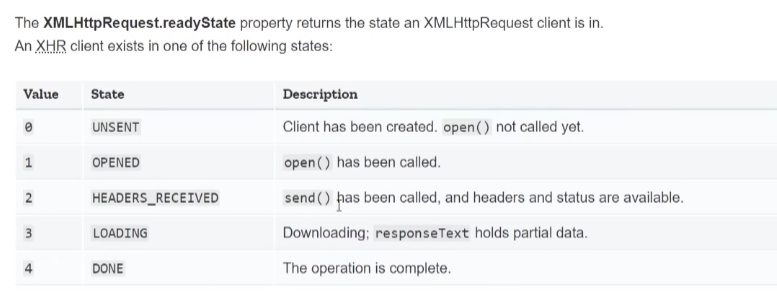 The XMLHttpRequest.readyState property returns the state an XMLHttpRequest client is in.
An XHR client exists in one of the following states:
Value State Description
0 UNSENT Client has been created. open() not called yet.
1 OPENED open() has been called.
2 HEADERS_RECEIVED send() has been called, and headers and status are available.
3 LOADING Downloading; responseText holds partial data.
4 DONE The operation is complete.